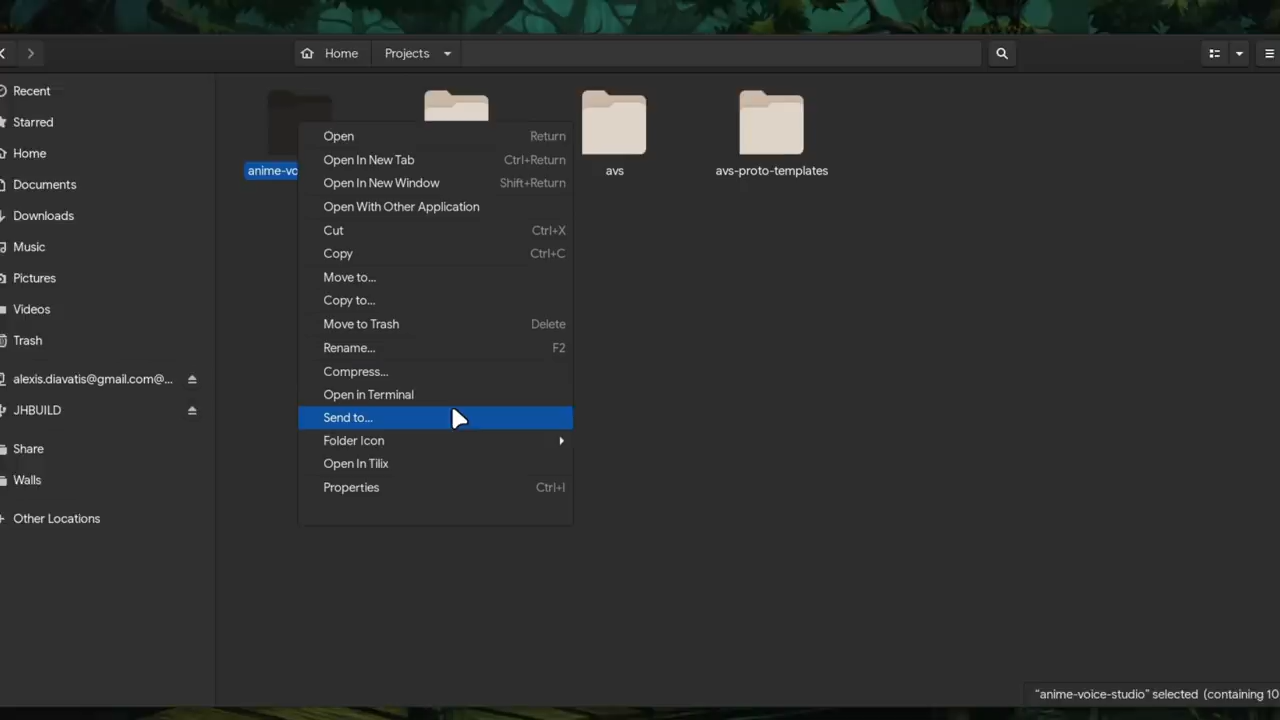 Home
Projects
Recent
Starred
Home
Documents
Downloads
Music
Pictures
Videos
Trash
alexis.diavatis@gmail.com@...
JHBUILD
Share
Walls
Other Locations
anime-vo
avs
avs-proto-templates
Open Return
Open In New Tab Ctrl+Return
Open In New Window Shift+Return
Open With Other Application
Cut Ctrl+X
Copy Ctrl+C
Move to...
Copy to...
Move to Trash Delete
Rename... F2
Compress...
Open in Terminal
Send to...
Folder Icon
Open In Tilix
Properties Ctrl+I
"anime-voice-studio" selected (containing 10